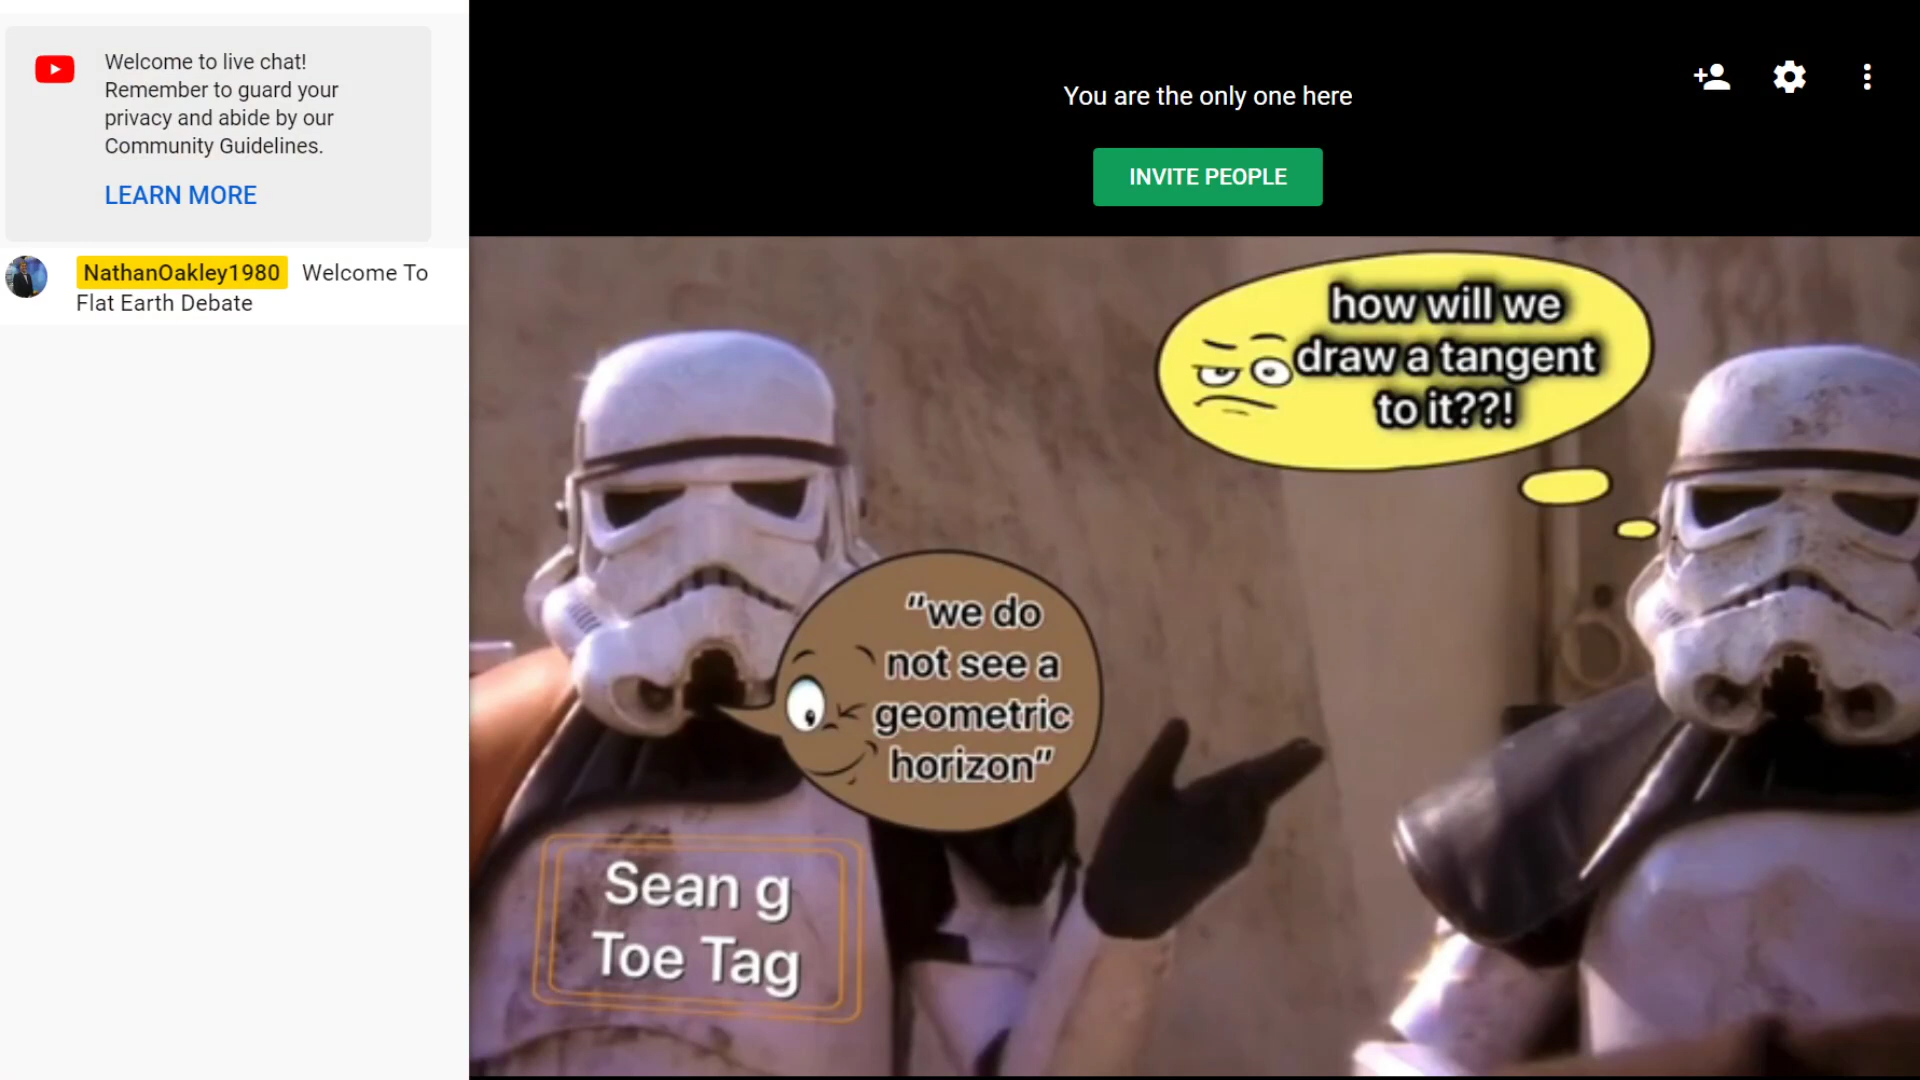 Welcome to live chat!
Remember to guard your
privacy and abide by our
Community Guidelines.
LEARN MORE
NathanOakley1980 Welcome To
Flat Earth Debate
You are the only one here
INVITE PEOPLE
how will we
draw a tangent
to it??!
"we do
not see a
geometric
horizon"
Sean g
Toe Tag